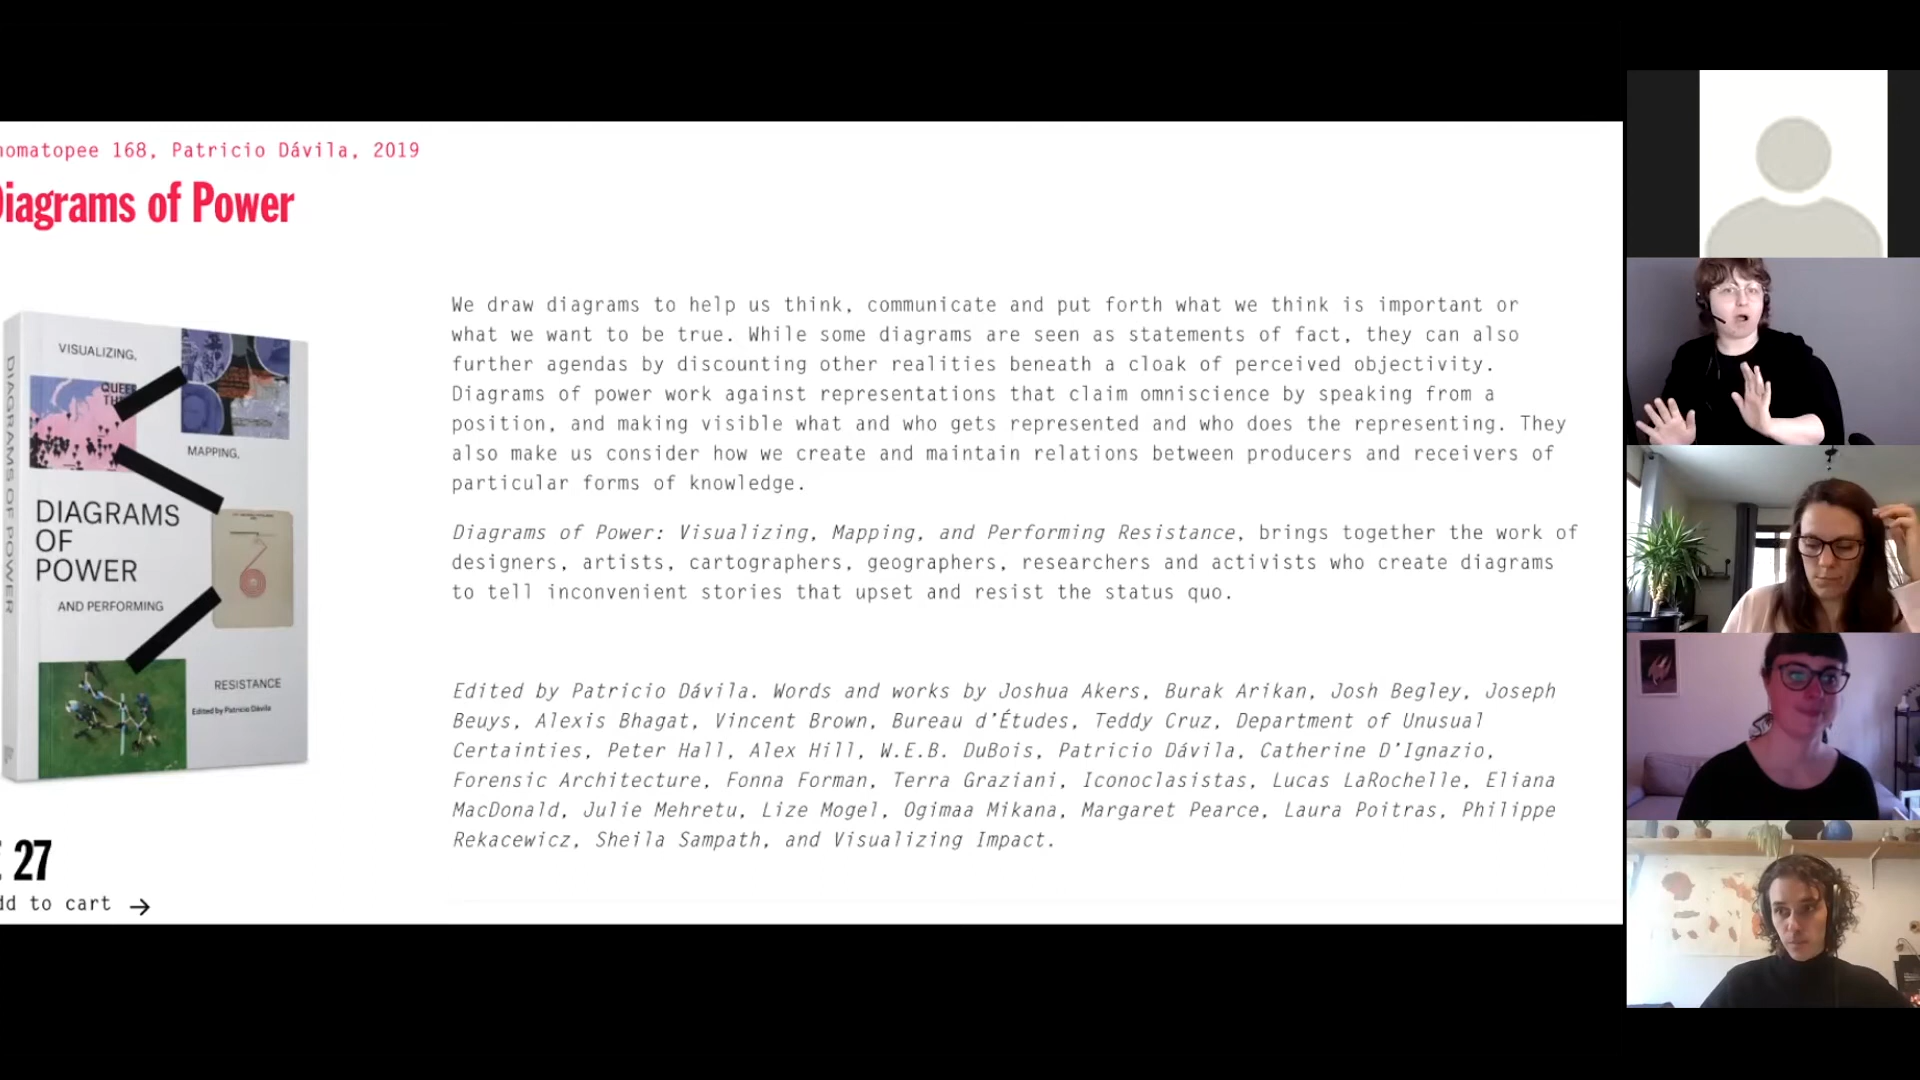 nomatopee 168, Patricio Dávila, 2019
Diagrams of Power
We draw diagrams to help us think, communicate and put forth what we think is important or
what we want to be true. While some diagrams are seen as statements of fact, they can also
further agendas by discounting other realities beneath a cloak of perceived objectivity.
Diagrams of power work against representations that claim omniscience by speaking from a
position, and making visible what and who gets represented and who does the representing. They
also make us consider how we create and maintain relations between producers and receivers of
particular forms of knowledge.
Diagrams of Power: Visualizing, Mapping, and Performing Resistance, brings together the work of
designers, artists, cartographers, geographers, researchers and activists who create diagrams
to tell inconvenient stories that upset and resist the status quo.
Edited by Patricio Dávila. Words and works by Joshua Akers, Burak Arikan, Josh Begley, Joseph
Beuys, Alexis Bhagat, Vincent Brown, Bureau d'Études, Teddy Cruz, Department of Unusual
Certainties, Peter Hall, Alex Hill, W.E.B. DuBois, Patricio Dávila, Catherine D'Ignazio,
Forensic Architecture, Fonna Forman, Terra Graziani, Iconoclasistas, Lucas LaRochelle, Eliana
MacDonald, Julie Mehretu, Lize Mogel, Ogimaa Mikana, Margaret Pearce, Laura Poitras, Philippe
Rekacewicz, Sheila Sampath, and Visualizing Impact.
DIAGRAMS OF POWER
VISUALIZING,
QUEER
MAPPING,
DIAGRAMS
OF
POWER
AND PERFORMING
RESISTANCE
Edited by Patricio Dávila
27
dd to cart →